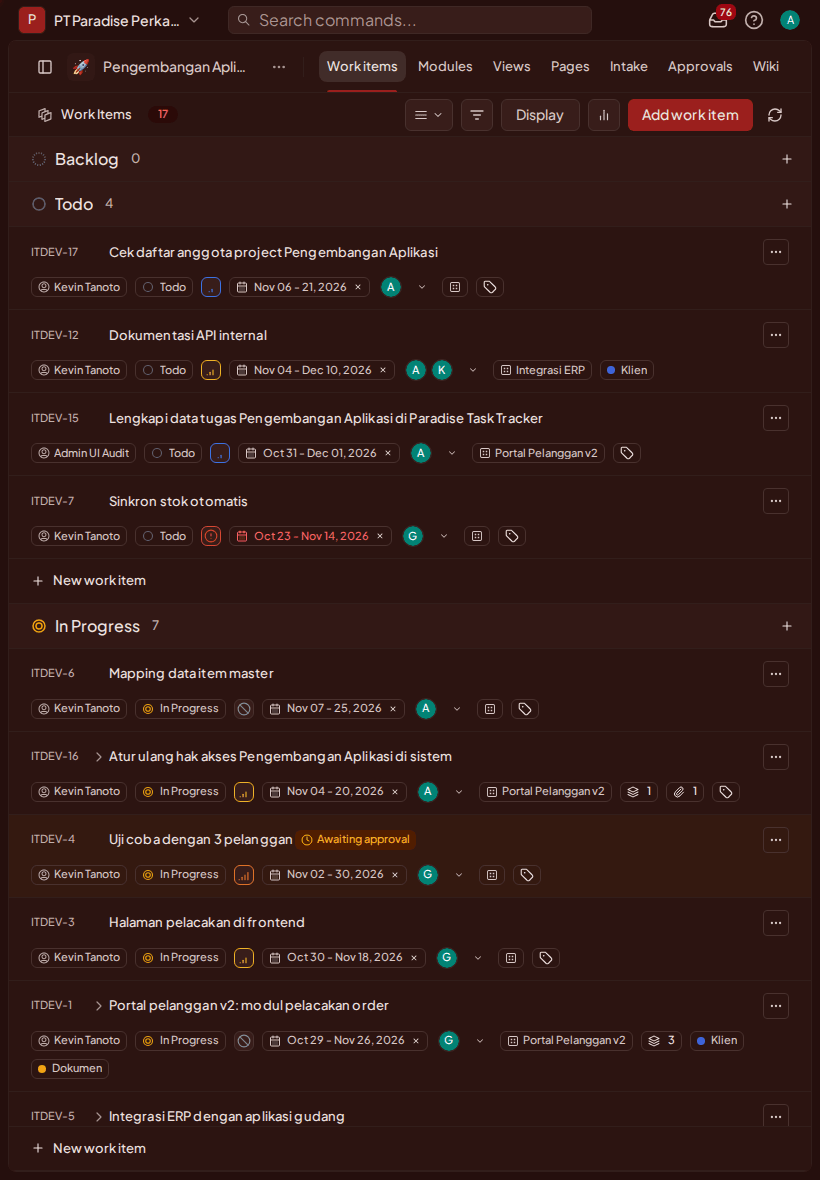 P PT Paradise Perka... Search commands... 76 A
Pengembangan Apli... Work items Modules Views Pages Intake Approvals Wiki
Work Items 17 Display Add work item
Backlog 0
Todo 4
ITDEV-17 Cek daftar anggota project Pengembangan Aplikasi
Kevin Tanoto Todo Nov 06 - 21, 2026 A
ITDEV-12 Dokumentasi API internal
Kevin Tanoto Todo Nov 04 - Dec 10, 2026 A K Integrasi ERP Klien
ITDEV-15 Lengkapi data tugas Pengembangan Aplikasi di Paradise Task Tracker
Admin UI Audit Todo Oct 31 - Dec 01, 2026 A Portal Pelanggan v2
ITDEV-7 Sinkron stok otomatis
Kevin Tanoto Todo Oct 23 - Nov 14, 2026 G
New work item
In Progress 7
ITDEV-6 Mapping data item master
Kevin Tanoto In Progress Nov 07 - 25, 2026 A
ITDEV-16 Atur ulang hak akses Pengembangan Aplikasi di sistem
Kevin Tanoto In Progress Nov 04 - 20, 2026 A Portal Pelanggan v2 1 1
ITDEV-4 Uji coba dengan 3 pelanggan Awaiting approval
Kevin Tanoto In Progress Nov 02 - 30, 2026 G
ITDEV-3 Halaman pelacakan di frontend
Kevin Tanoto In Progress Oct 30 - Nov 18, 2026 G
ITDEV-1 Portal pelanggan v2: modul pelacakan order
Kevin Tanoto In Progress Oct 29 - Nov 26, 2026 G Portal Pelanggan v2 3 Klien
Dokumen
ITDEV-5 Integrasi ERP dengan aplikasi gudang
New work item